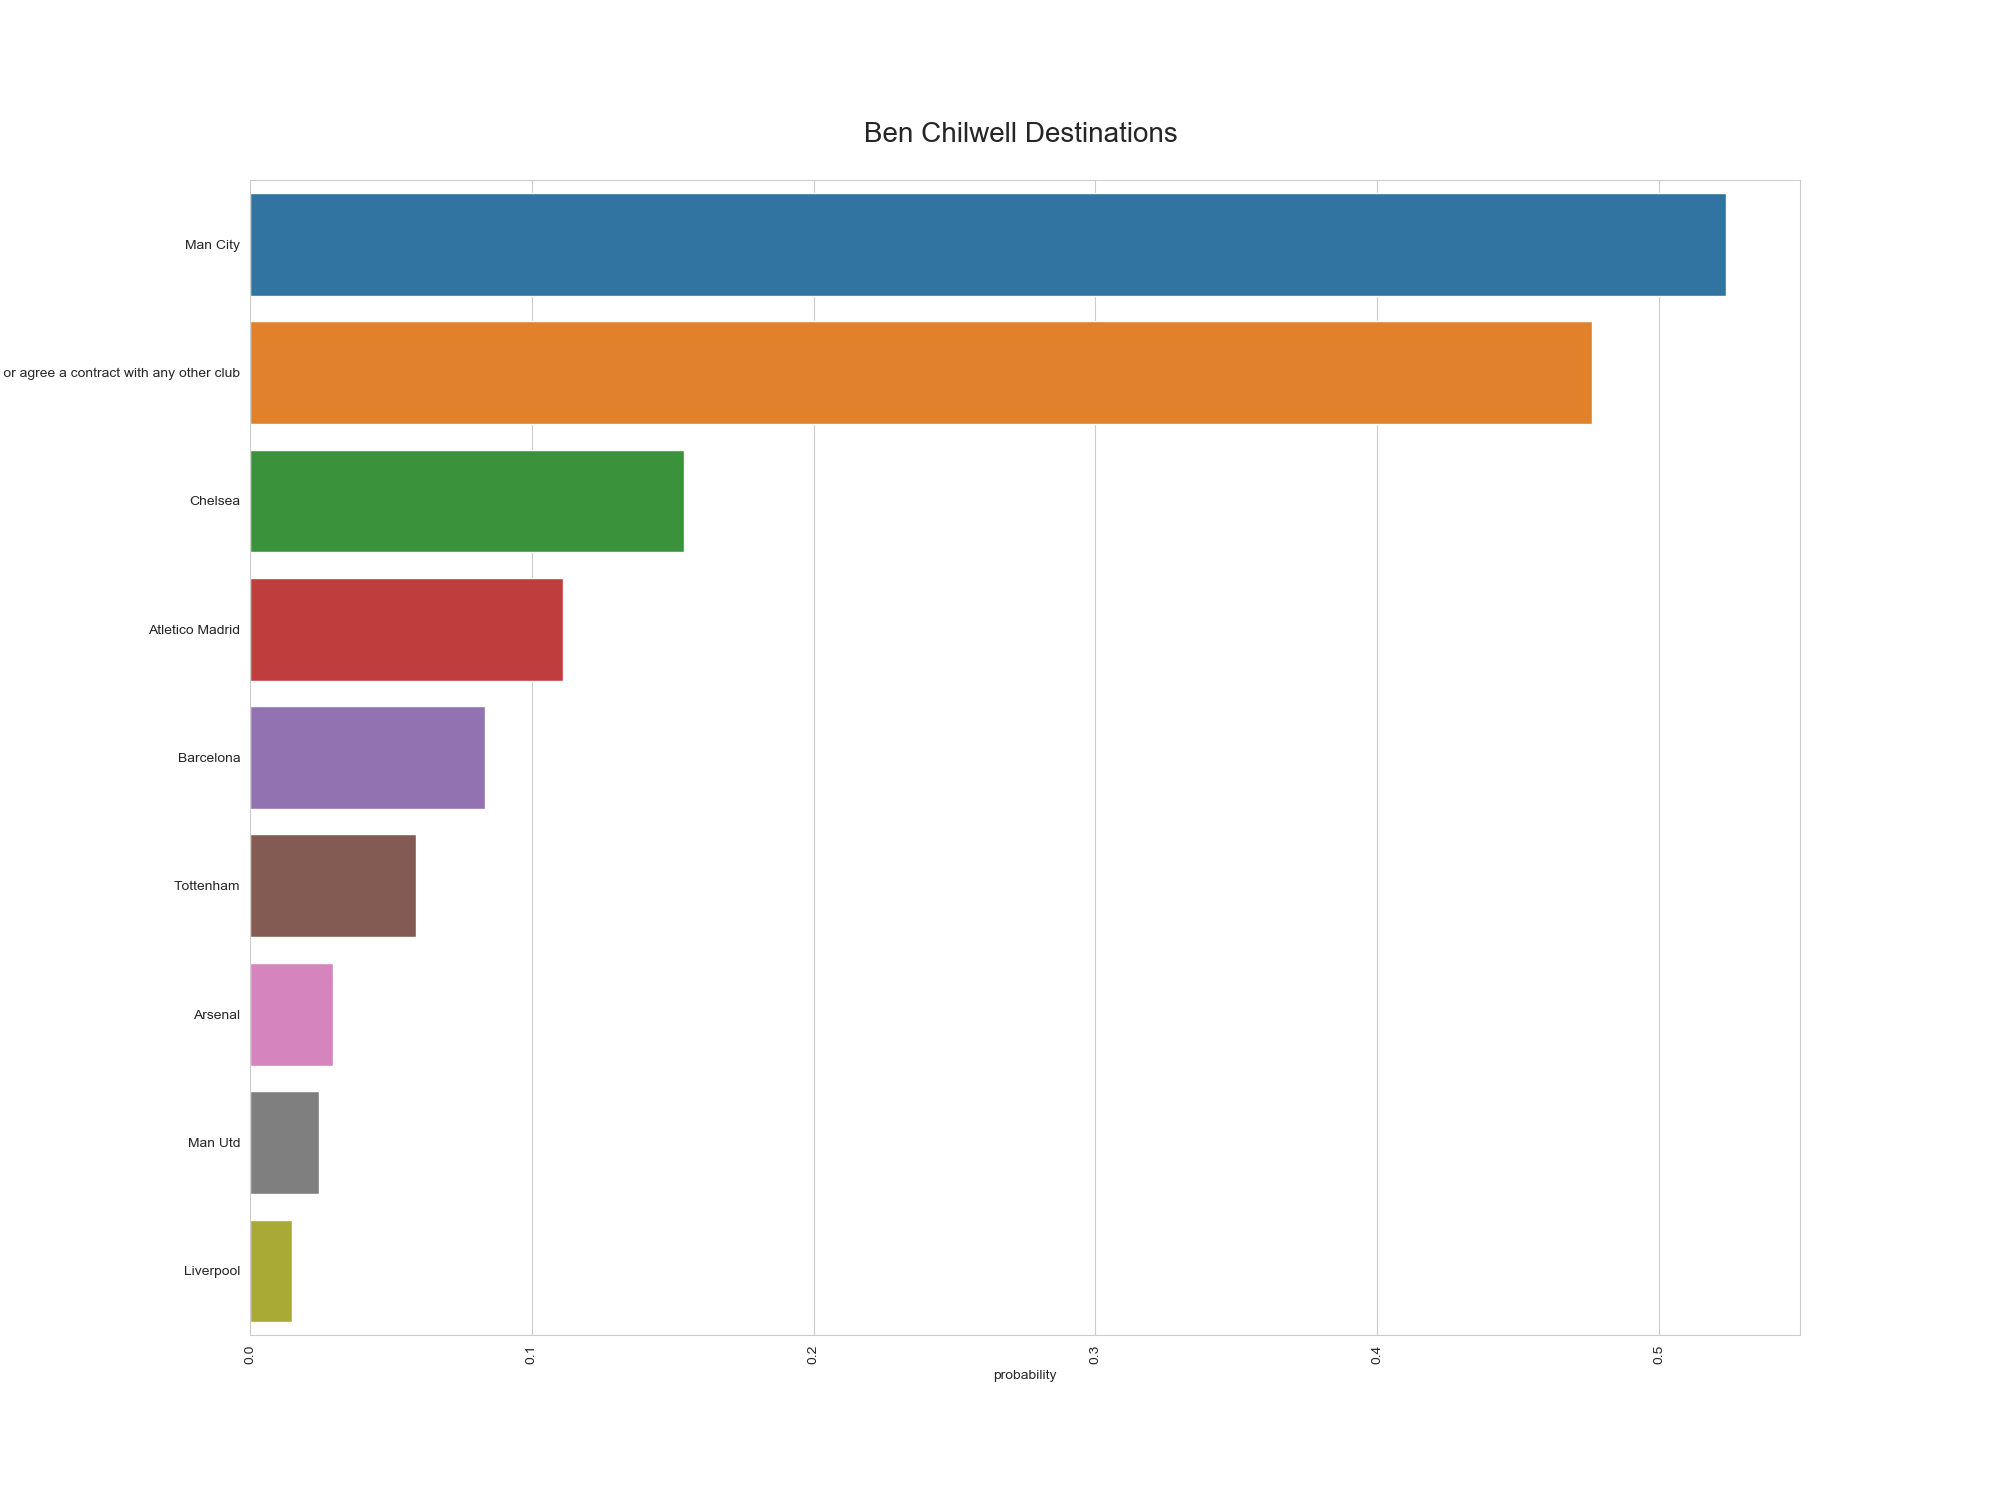 Ben Chilwell Destinations
Man City
or agree a contract with any other club
Chelsea
Atletico Madrid
Barcelona
Tottenham
Arsenal
Man Utd
Liverpool
0.0 0.1 0.2 0.3 0.4 0.5
probability